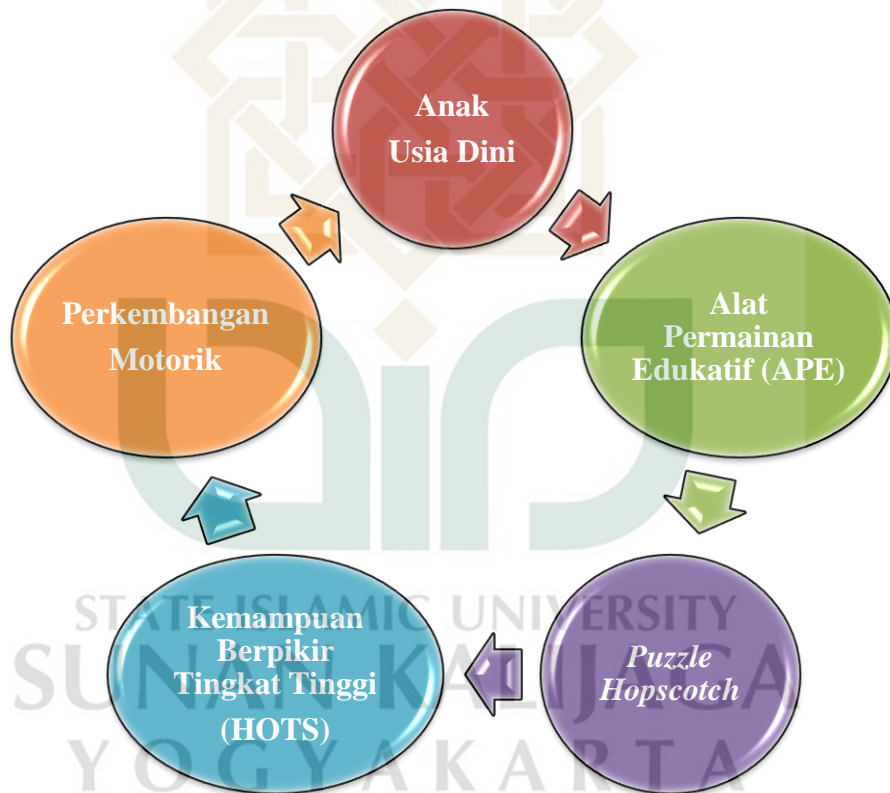 Anak
Usia Dini
Perkembangan
Motorik
Alat
Permainan
Edukatif (APE)
Kemampuan
Berpikir
Tingkat Tinggi
(HOTS)
Puzzle
Hopscotch
STATE ISLAMIC UNIVERSITY
SUNAN KALIJAGA
YOGYAKARTA